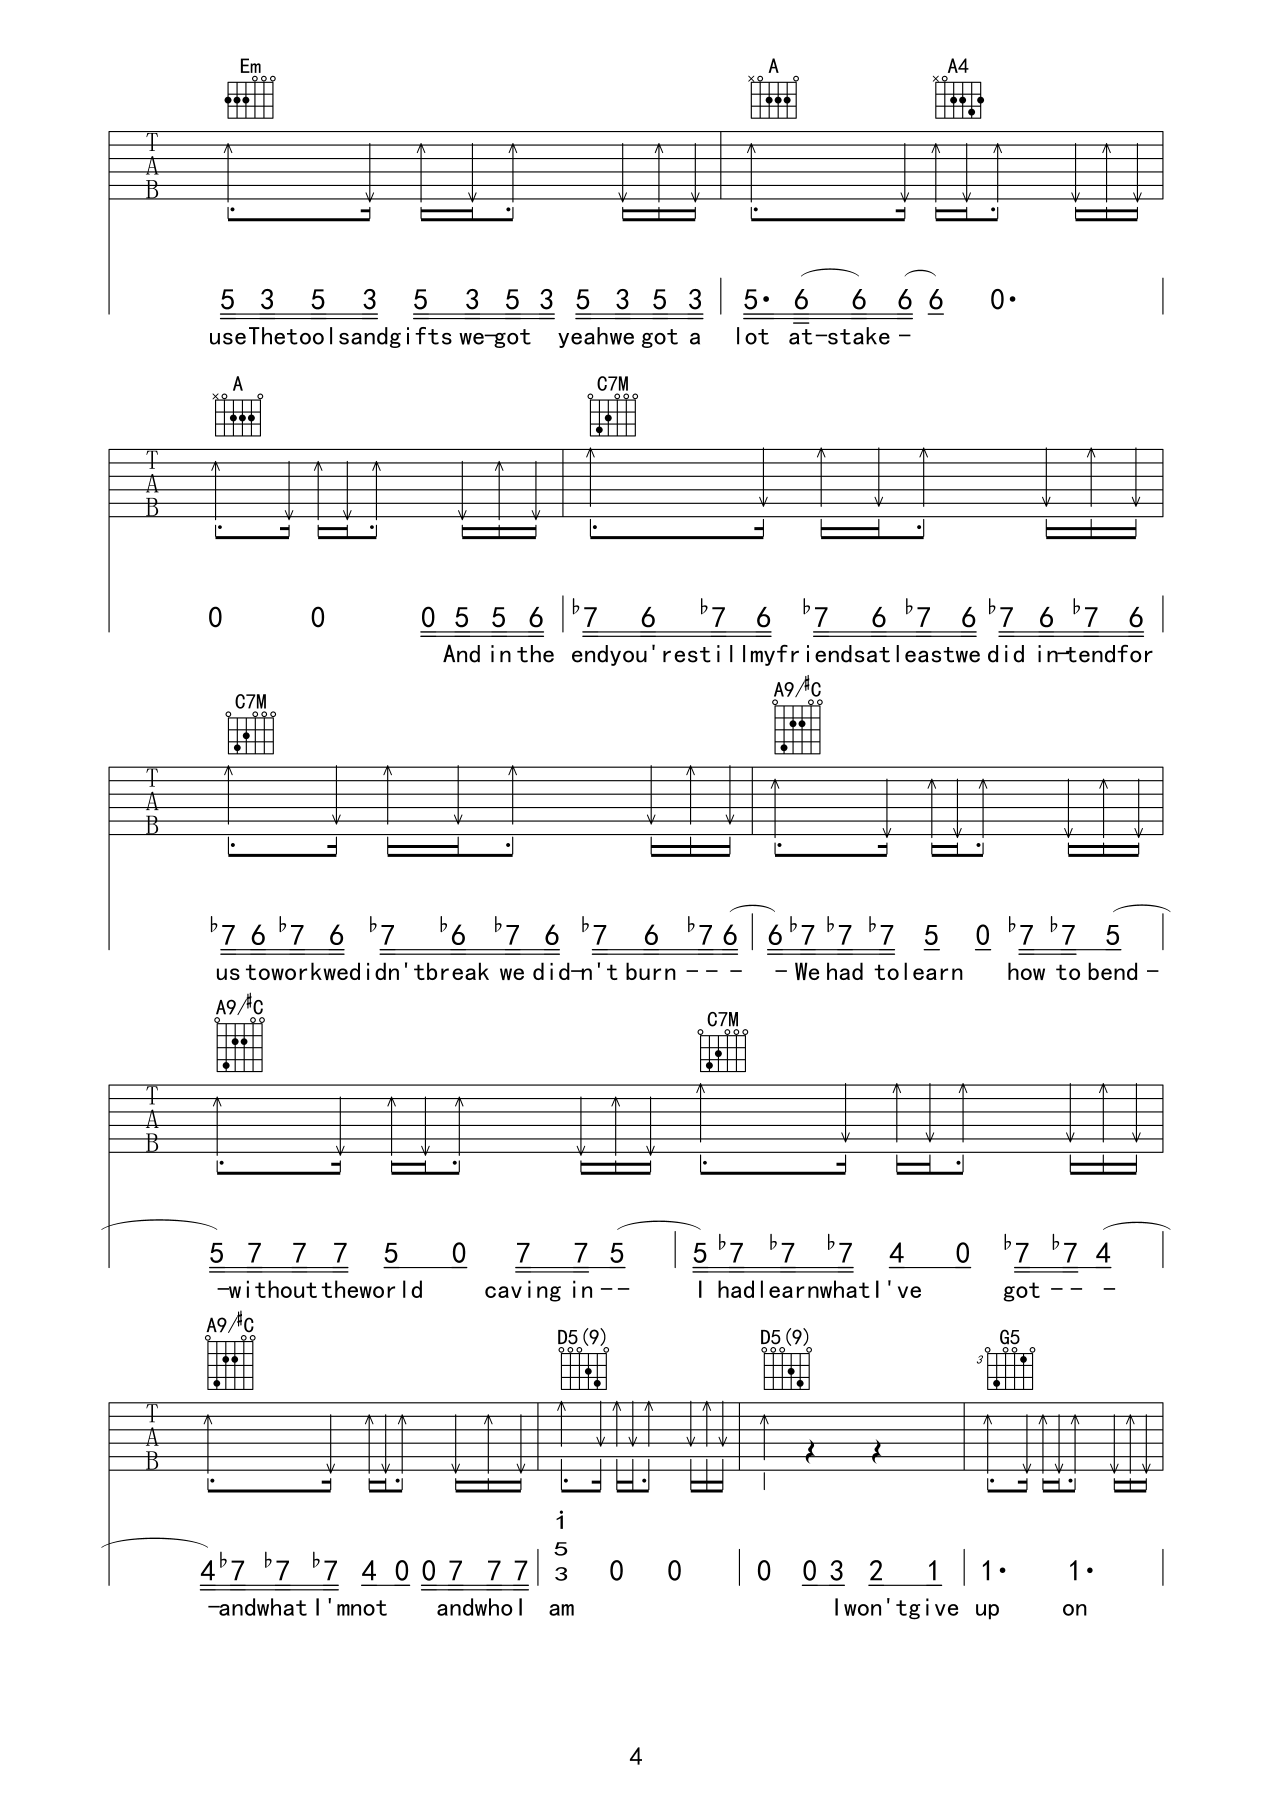 Em A A4
T
A
B
5 3 5 3 5 3 5 3 5 3 5 3 5· 6 6 6 6 0·
useThetoolsandgifts we-got yeahwe got a lot at-stake -
A C7M
T
A
B
0 0 0 5 5 6 ♭7 6 ♭7 6 ♭7 6 ♭7 6 ♭7 6 ♭7 6
And in the endyou'restillmyfriendsatleastwe did in-tendfor
C7M A9/#C
T
A
B
♭7 6 ♭7 6 ♭7 ♭6 ♭7 6 ♭7 6 ♭7 6 6 ♭7 ♭7 ♭7 5 0 ♭7 ♭7 5
us toworkwedidn'tbreak we did-n't burn - - - - We had tolearn how to bend -
A9/#C C7M
T
A
B
5 7 7 7 5 0 7 7 5 5 ♭7 ♭7 ♭7 4 0 ♭7 ♭7 4
-withouttheworld caving in - - I hadlearnwhatI've got - - -
A9/#C D5(9) D5(9) G5
3
T
A
B
i
5
4 ♭7 ♭7 ♭7 4 0 0 7 7 7 3 0 0 0 0 3 2 1 1· 1·
-andwhat I'mnot andwhoI am Iwon'tgive up on
4